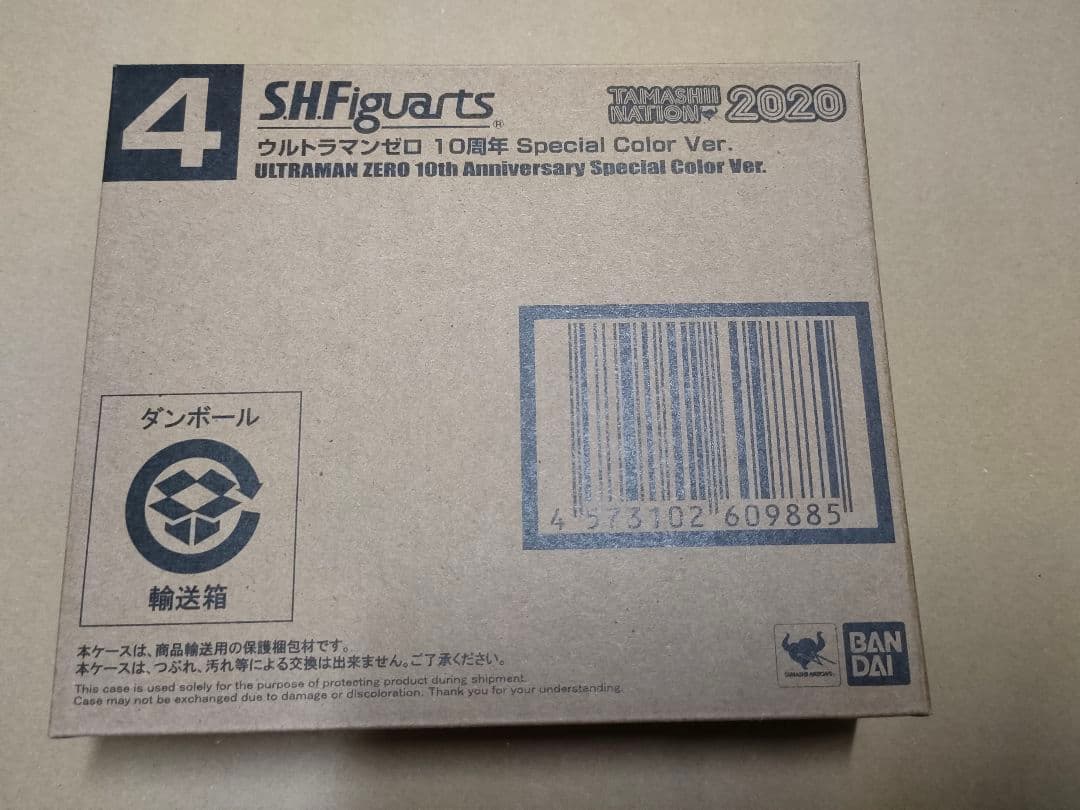 4
S.H.Figuarts®
TAMASHII NATION 2020
ウルトラマンゼロ 10周年 Special Color Ver.
ULTRAMAN ZERO 10th Anniversary Special Color Ver.
4 573102 609885
ダンボール
輸送箱
本ケースは、商品輸送用の保護梱包材です。
本ケースは、つぶれ、汚れ等による交換は出来ません。ご了承ください。
This case is used solely for the purpose of protecting product during shipment.
Case may not be exchanged due to damage or discoloration. Thank you for your understanding.
TAMASHII NATIONS
BAN
DAI